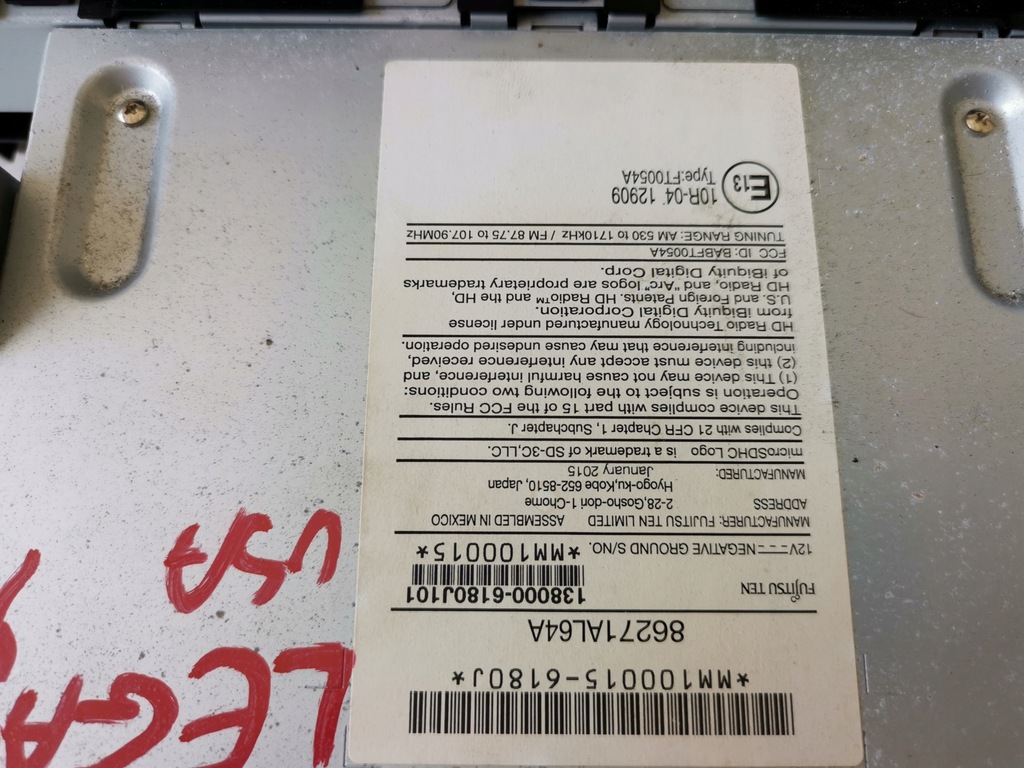 *MM100015-6180J*
86271AL64A
FUJITSU TEN
138000-6180J101
12V NEGATIVE GROUND S/NO. *MM100015*
MANUFACTURER: FUJITSU TEN LIMITED ASSEMBLED IN MEXICO
ADDRESS 2-28,Gosho-dori 1-Chome
Hyogo-ku,Kobe 652-8510, Japan
MANUFACTURED: January 2015
microSDHC Logo is a trademark of SD-3C,LLC.
Complies with 21 CFR Chapter 1, Subchapter J.
This device complies with part 15 of the FCC Rules.
Operation is subject to the following two conditions:
(1) This device may not cause harmful interference, and
(2) this device must accept any interference received,
including interference that may cause undesired operation.
HD Radio Technology manufactured under license
from iBiquity Digital Corporation.
U.S. and Foreign Patents. HD Radio™ and the HD,
HD Radio, and "Arc" logos are proprietary trademarks
of iBiquity Digital Corp.
FCC ID: BABFT0054A
TUNING RANGE: AM 530 to 1710kHz / FM 87.75 to 107.90MHz
E13
10R-04 12909
Type:FT0054A
LEGA
USA